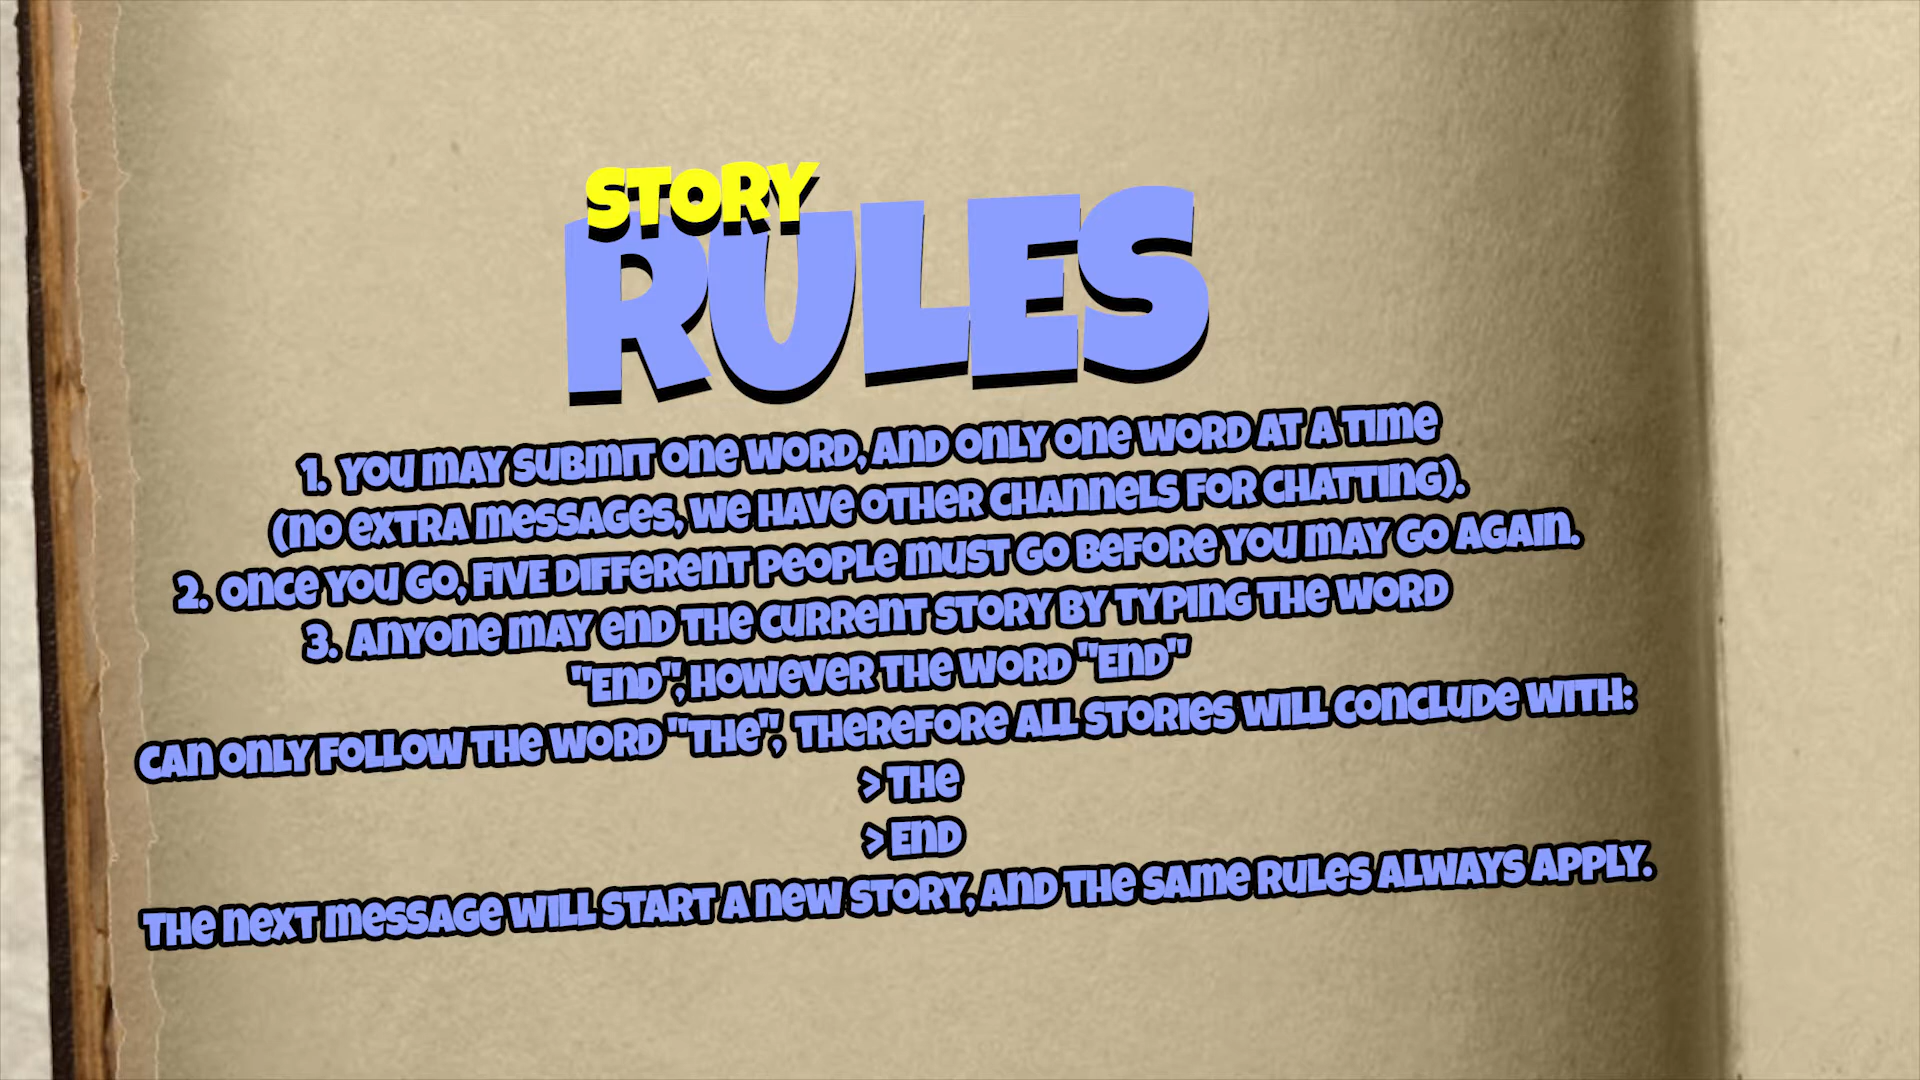 STORY
RULES
1. You may submit one word, and only one word at a time
(no extra messages, we have other channels for chatting).
2. Once you go, FIVE different people must go before you may go again.
3. Anyone may end the current story by typing the word
"End", however the word "End"
can only follow the word "The", therefore all stories will conclude with:
> The
> End
The next message will start a new story, and the same rules always apply.